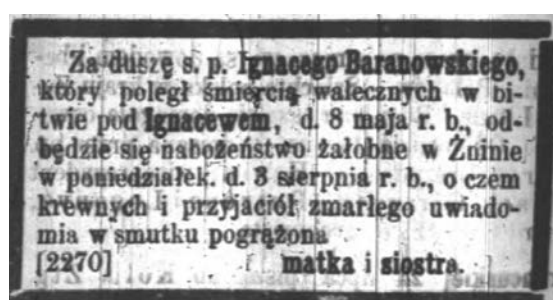 Za duszę s. p. Ignacego Baranowskiego,
który poległ śmiercią walecznych w bi-
twie pod Ignacewem, d. 8 maja r. b., od-
będzie się nabożeństwo żałobne w Żninie
w poniedziałek. d. 3 sierpnia r. b., o czem
krewnych i przyjaciół zmarłego uwiado-
mia w smutku pogrążona
[2270] matka i siostra.